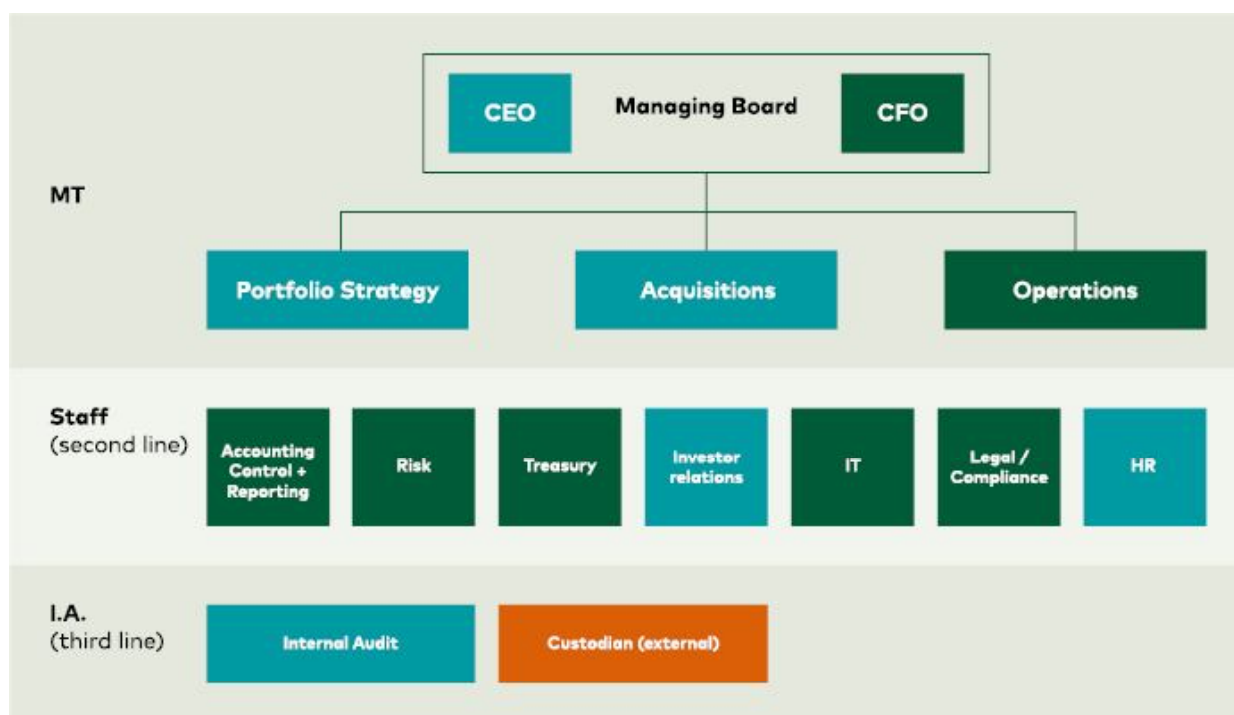 CEO
Managing Board
CFO
MT
Portfolio Strategy
Acquisitions
Operations
Staff
(second line)
Accounting
Control +
Reporting
Risk
Treasury
Investor
relations
IT
Legal /
Compliance
HR
I.A.
(third line)
Internal Audit
Custodian (external)